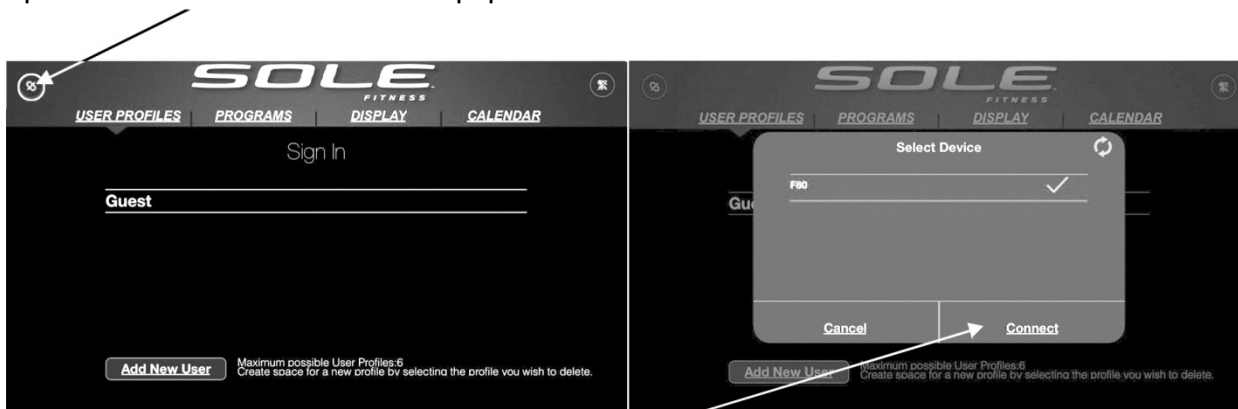 SOLE
FITNESS
USER PROFILES PROGRAMS DISPLAY CALENDAR
Sign In
Guest
Add New User
Maximum possible User Profiles:6
Create space for a new profile by selecting the profile you wish to delete.
SOLE
FITNESS
USER PROFILES PROGRAMS DISPLAY CALENDAR
Select Device
F80
Gue
Cancel Connect
Add New User
Maximum possible User Profiles:6
Create space for a new profile by selecting the profile you wish to delete.